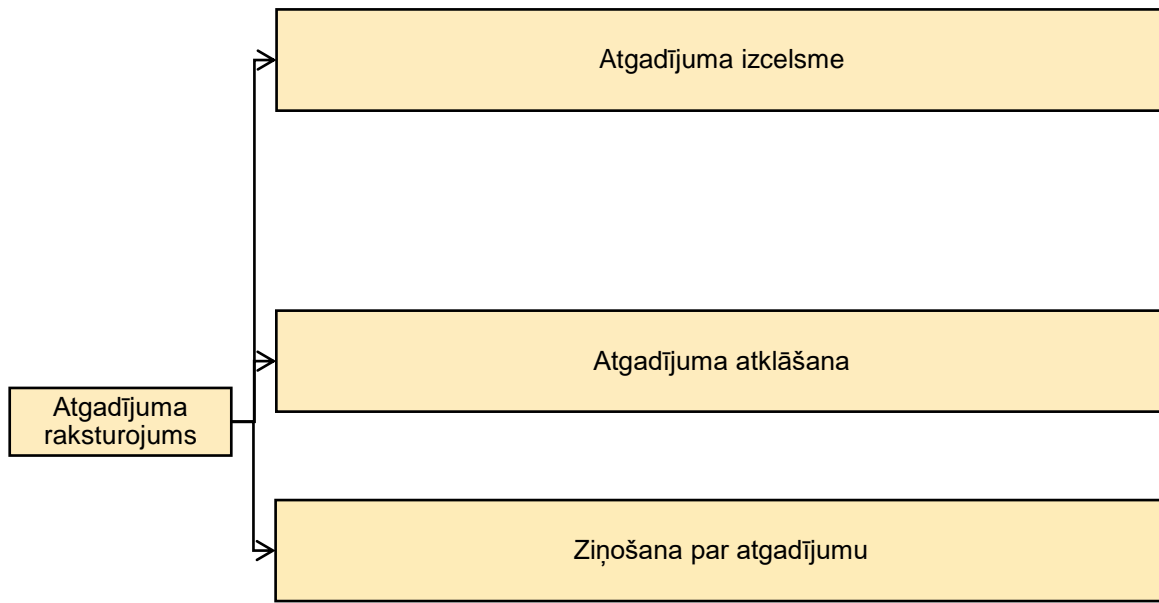 Atgadījuma izcelsme
Atgadījuma atklāšana
Atgadījuma
raksturojums
Ziņošana par atgadījumu